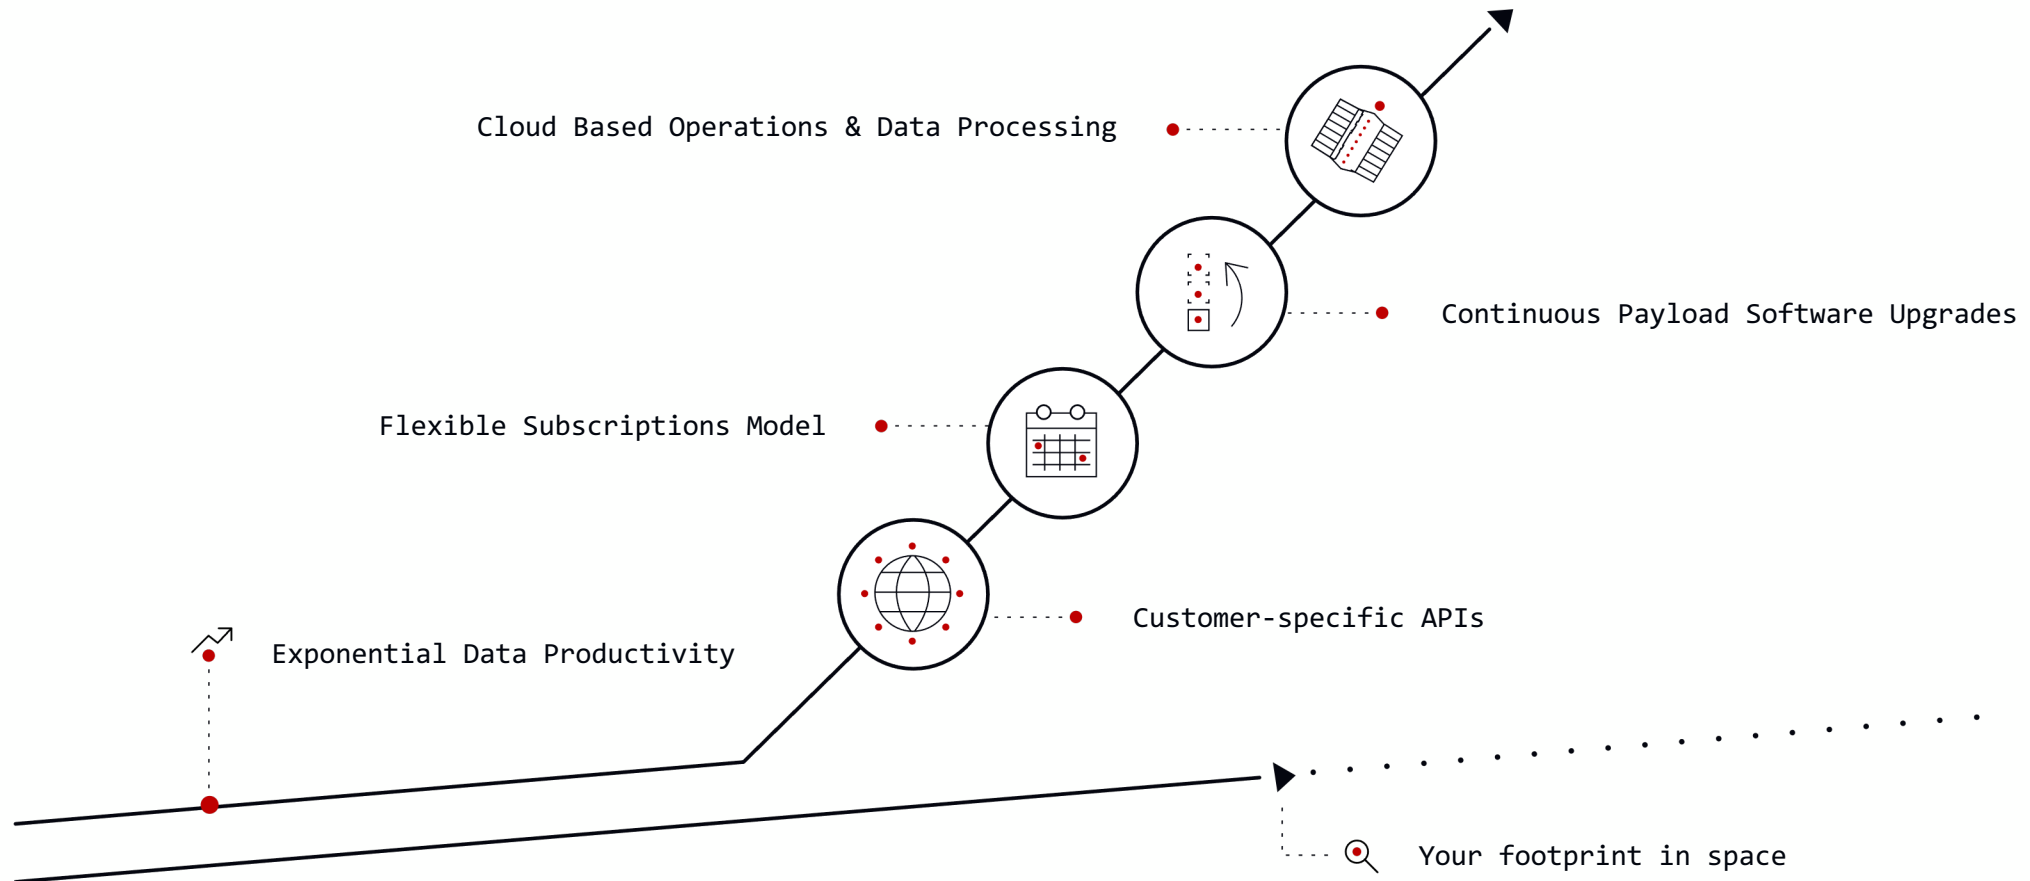 Cloud Based Operations & Data Processing
Continuous Payload Software Upgrades
Flexible Subscriptions Model
Customer-specific APIs
Exponential Data Productivity
Your footprint in space